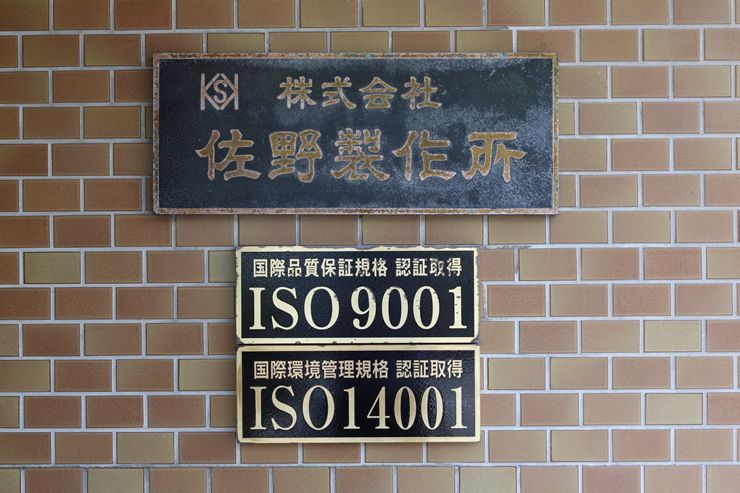 株式会社
佐野製作所
国際品質保証規格 認証取得
ISO 9001
国際環境管理規格 認証取得
ISO14001